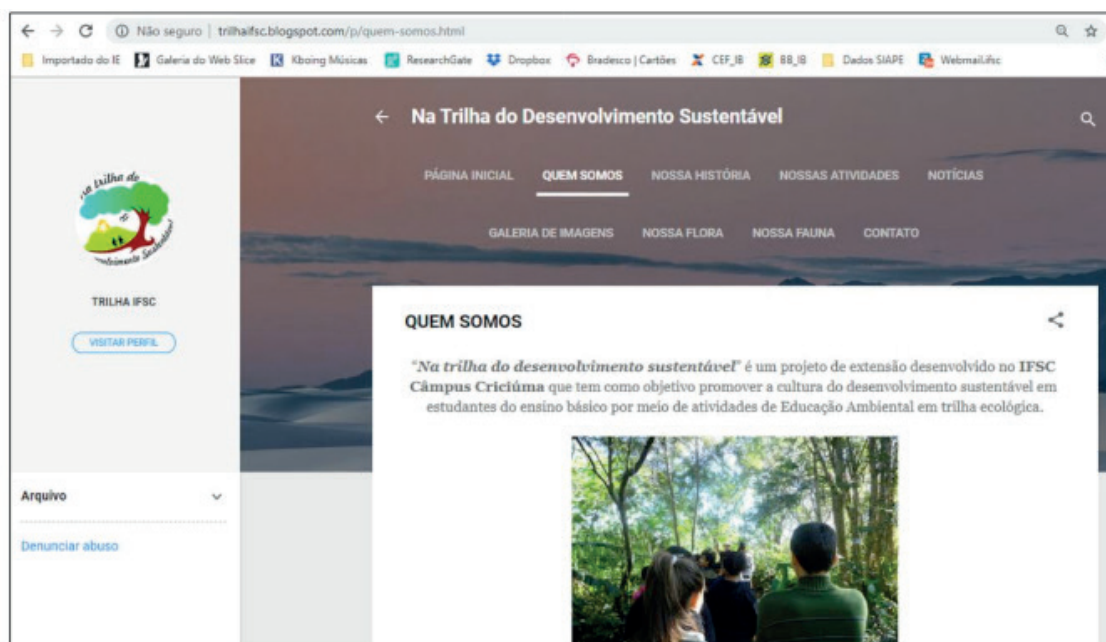 Não seguro | trilhaifsc.blogspot.com/p/quem-somos.html
Importado do IE Galeria do Web Slice Kboing Músicas ResearchGate Dropbox Bradesco | Cartões CEF_IB BB_IB Dados SIAPE Webmail.ifsc
Na Trilha do Desenvolvimento Sustentável
PÁGINA INICIAL QUEM SOMOS NOSSA HISTÓRIA NOSSAS ATIVIDADES NOTÍCIAS
GALERIA DE IMAGENS NOSSA FLORA NOSSA FAUNA CONTATO
na trilha do
Desenvolvimento Sustentável
TRILHA IFSC
VISITAR PERFIL
Arquivo
Denunciar abuso
QUEM SOMOS
“Na trilha do desenvolvimento sustentável” é um projeto de extensão desenvolvido no IFSC
Câmpus Criciúma que tem como objetivo promover a cultura do desenvolvimento sustentável em
estudantes do ensino básico por meio de atividades de Educação Ambiental em trilha ecológica.